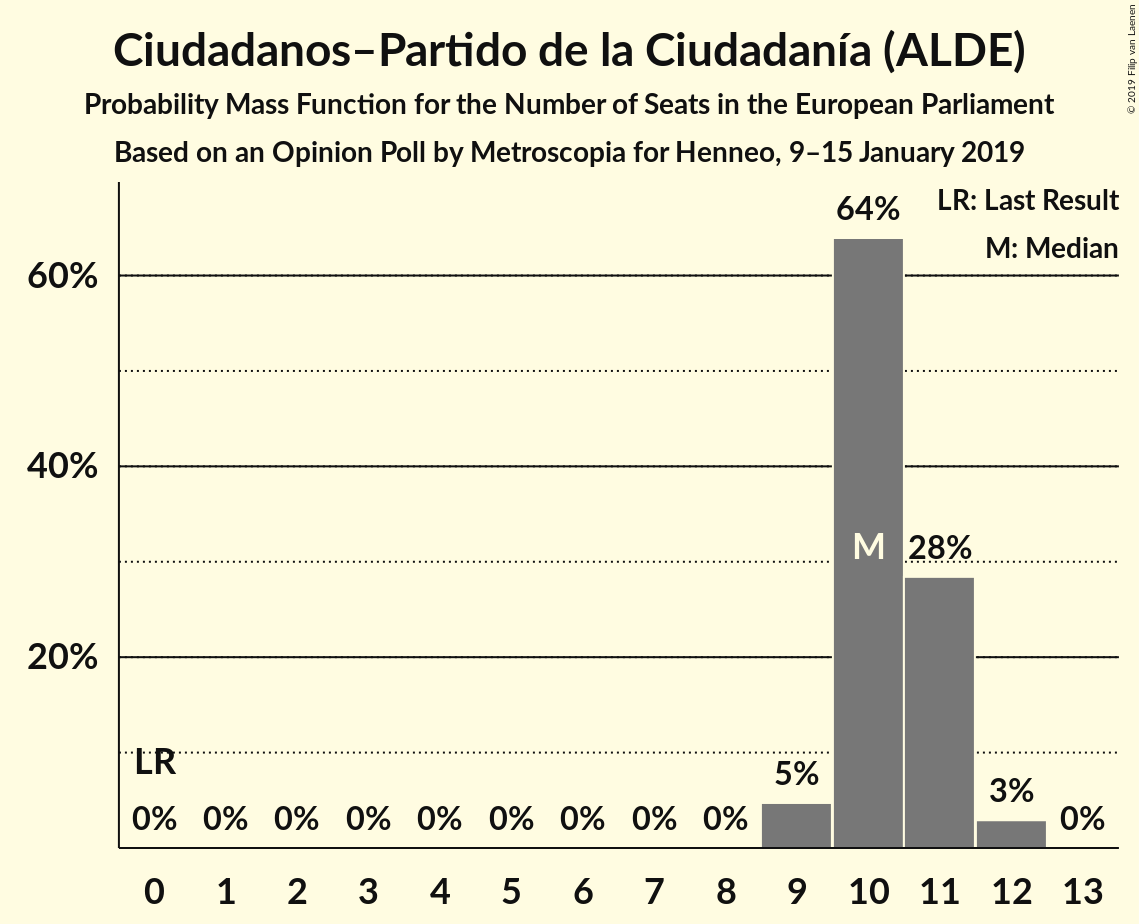 Ciudadanos–Partido de la Ciudadanía (ALDE)
Probability Mass Function for the Number of Seats in the European Parliament
Based on an Opinion Poll by Metroscopia for Henneo, 9–15 January 2019
© 2019 Filip van Laenen
LR: Last Result
M: Median
64%
60%
40%
M
28%
20%
LR
5%
3%
0% 0% 0% 0% 0% 0% 0% 0% 0% 0%
0 1 2 3 4 5 6 7 8 9 10 11 12 13